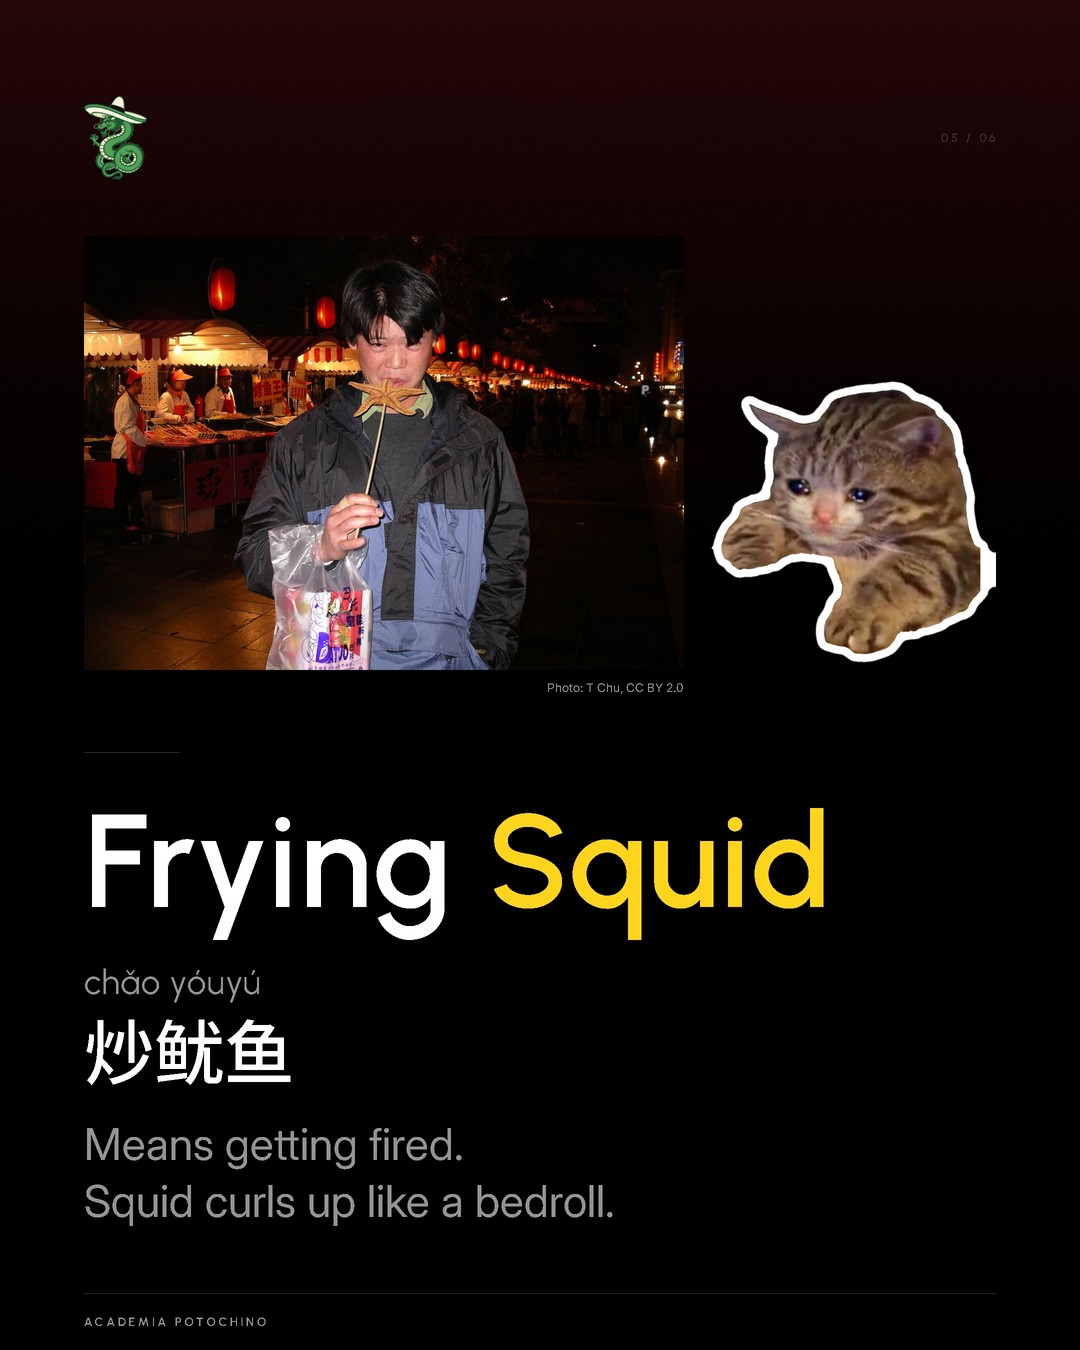 05 / 06
Photo: T Chu, CC BY 2.0
Frying Squid
chǎo yóuyú
炒鱿鱼
Means getting fired.
Squid curls up like a bedroll.
ACADEMIA POTOCHINO